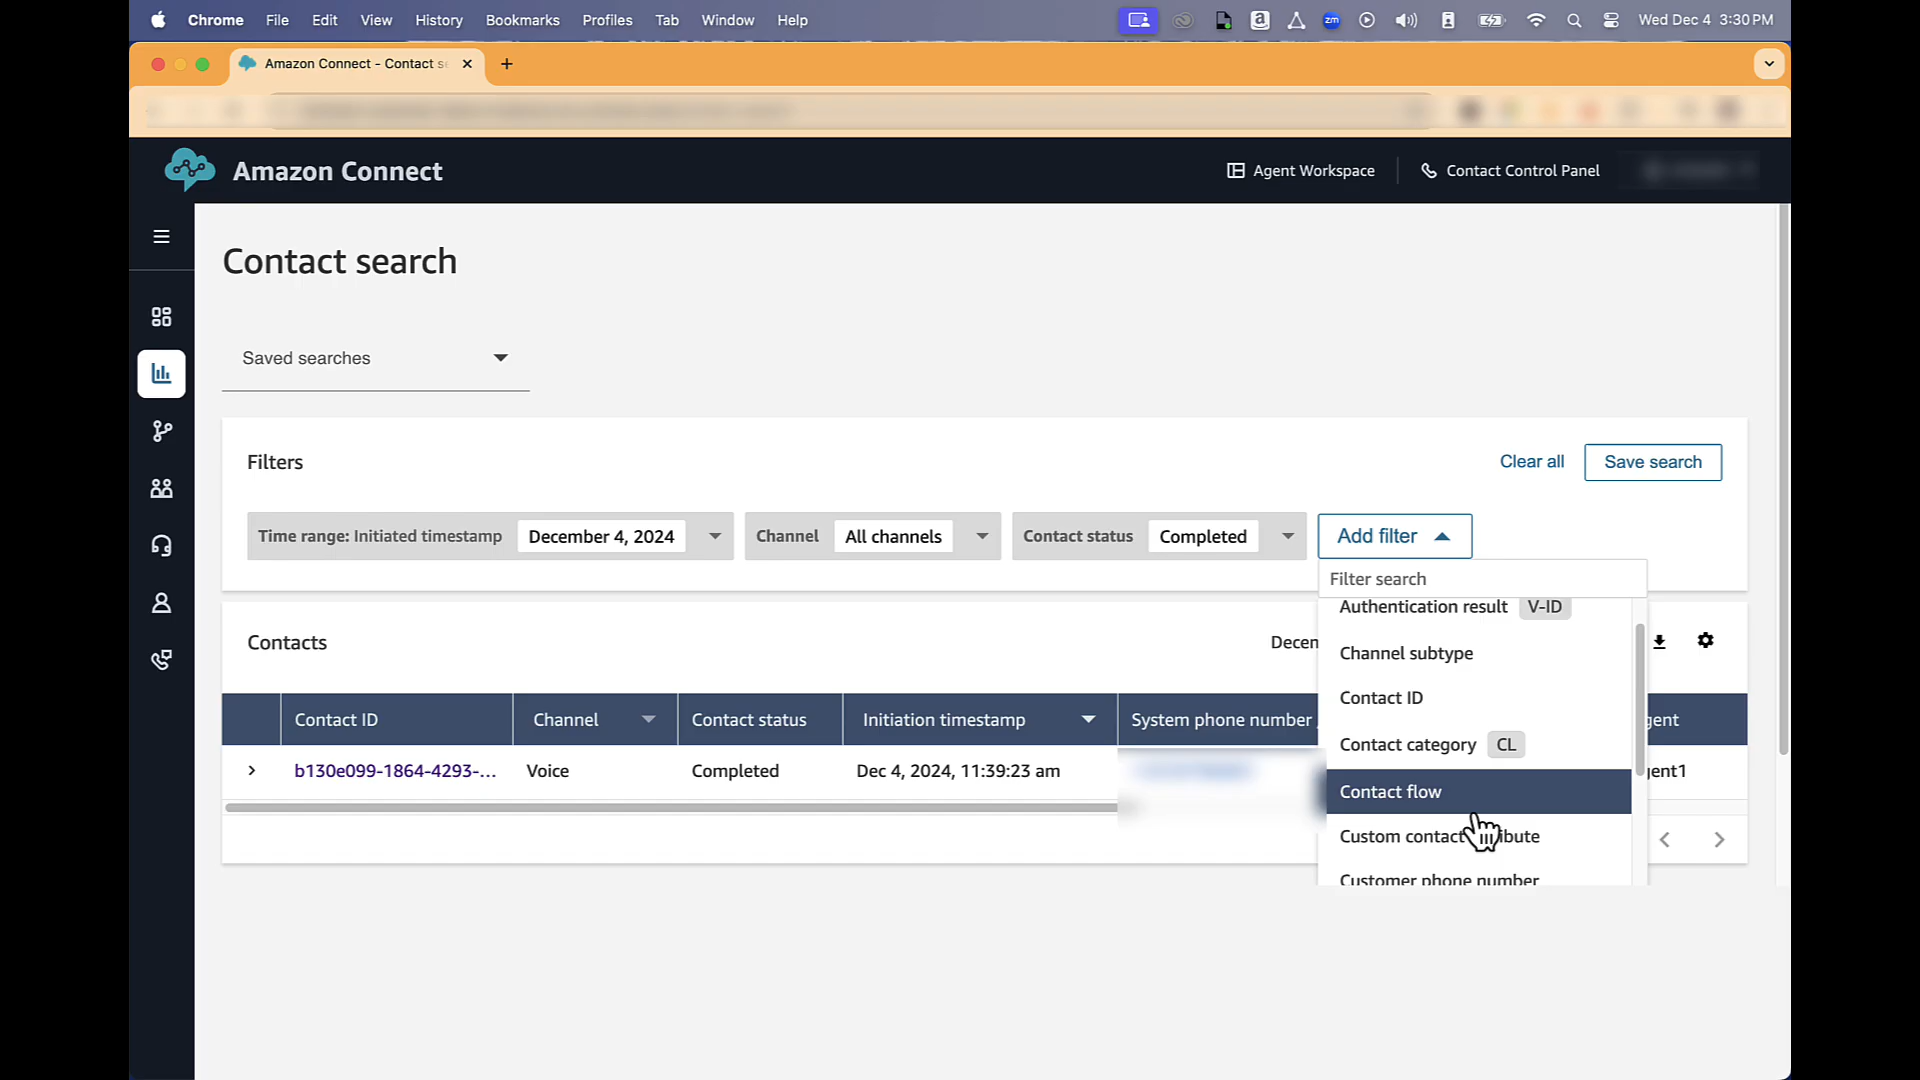 Chrome File Edit View History Bookmarks Profiles Tab Window Help a zm Wed Dec 4 3:30 PM
Amazon Connect - Contact se
Amazon Connect Agent Workspace Contact Control Panel
Contact search
Saved searches
Filters Clear all Save search
Time range: Initiated timestamp December 4, 2024 Channel All channels Contact status Completed Add filter
Filter search
Authentication result V-ID
Contacts Decem
Channel subtype
Contact ID
Contact ID Channel Contact status Initiation timestamp System phone number gent
Contact category CL
b130e099-1864-4293-... Voice Completed Dec 4, 2024, 11:39:23 am gent1
Contact flow
Custom contact ibute
Customer phone number